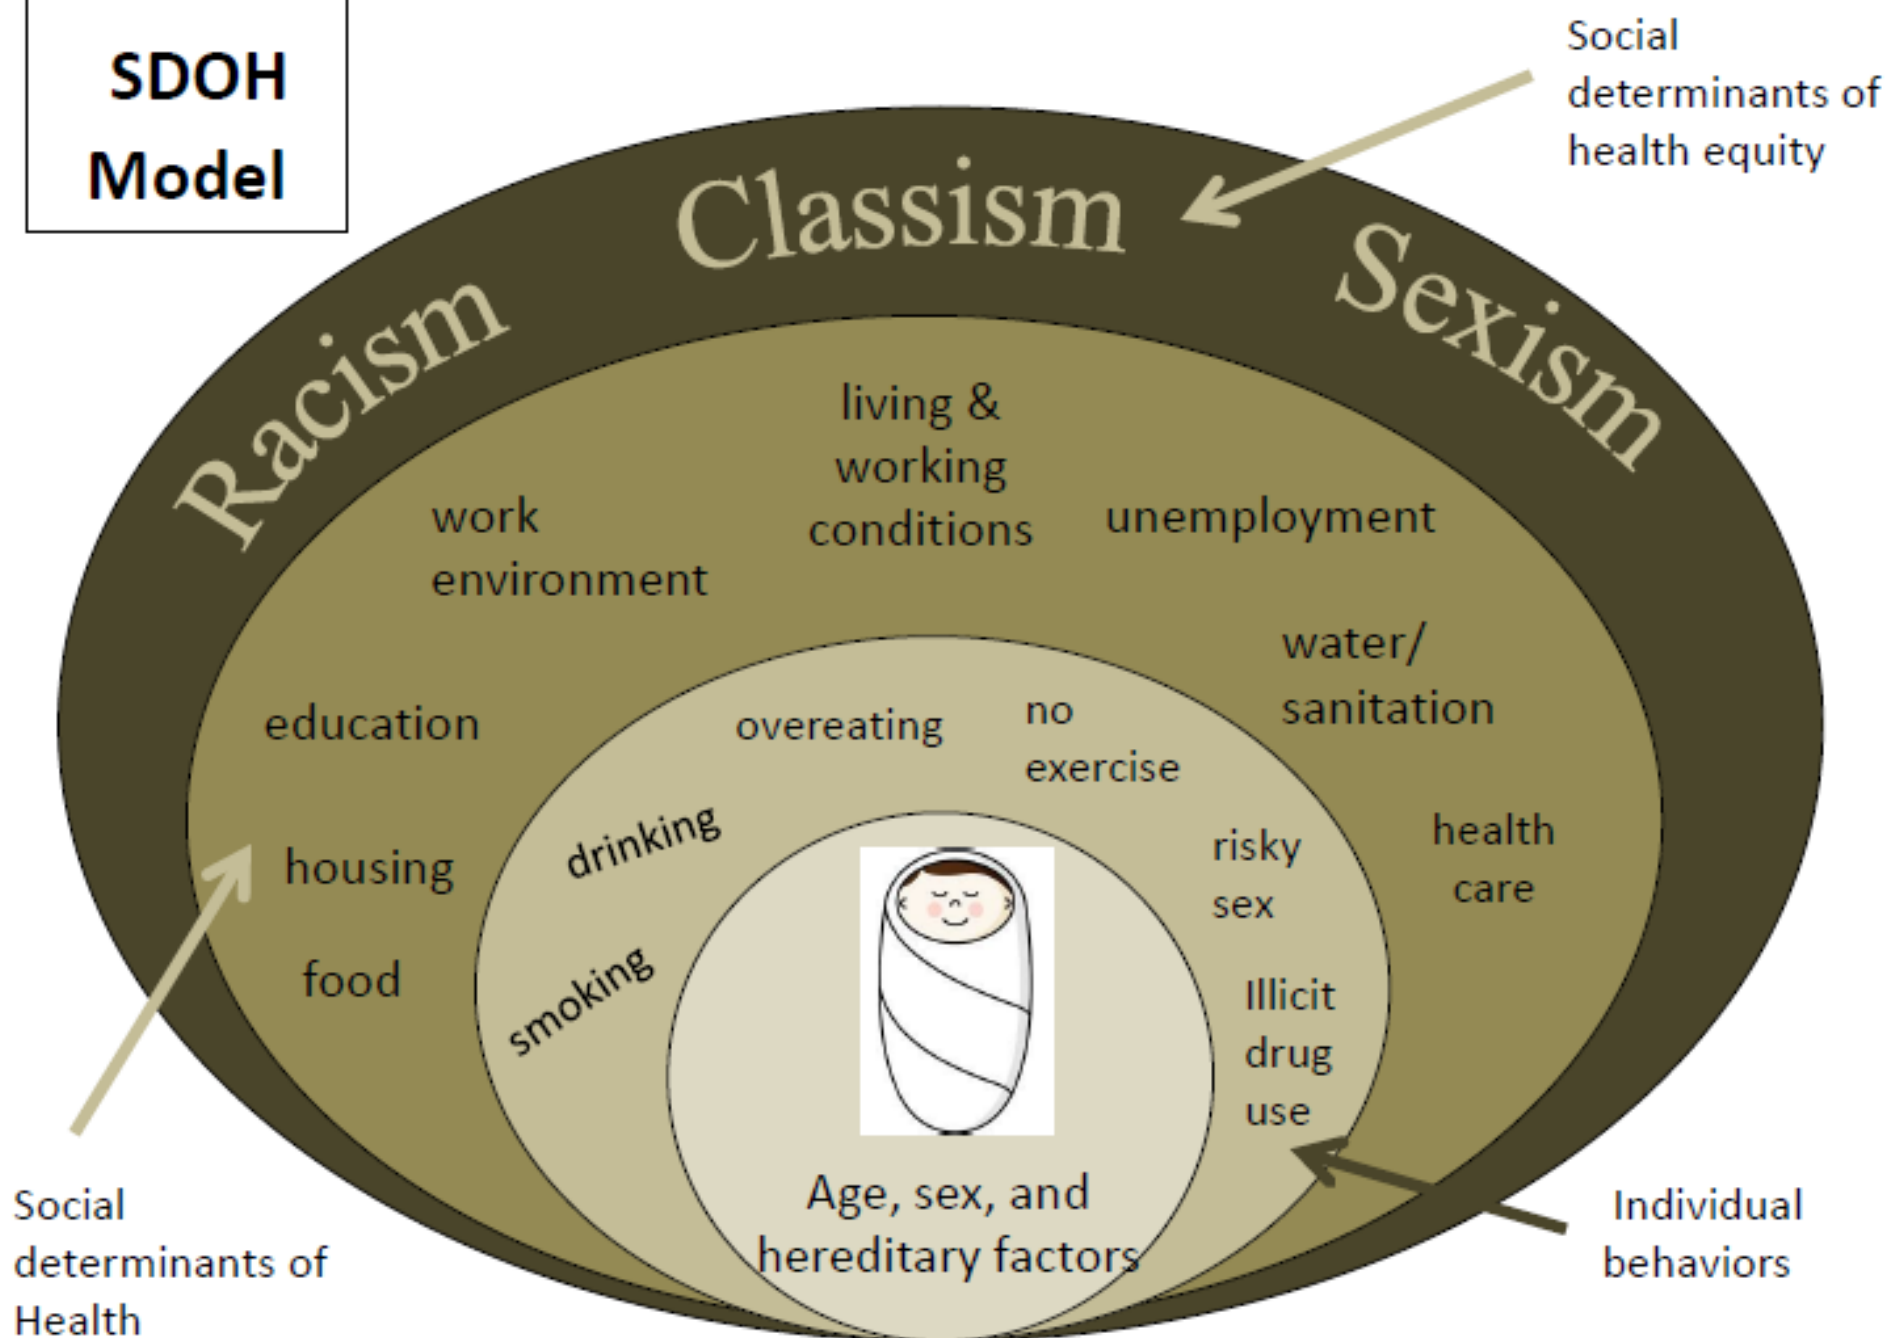 SDOH
Model
Social
determinants of
health equity
Racism
Classism
Sexism
living &
working
conditions
work
environment
unemployment
water/
sanitation
education
housing
food
health
care
overeating
no
exercise
drinking
smoking
risky
sex
Illicit
drug
use
Age, sex, and
hereditary factors
Social
determinants of
Health
Individual
behaviors